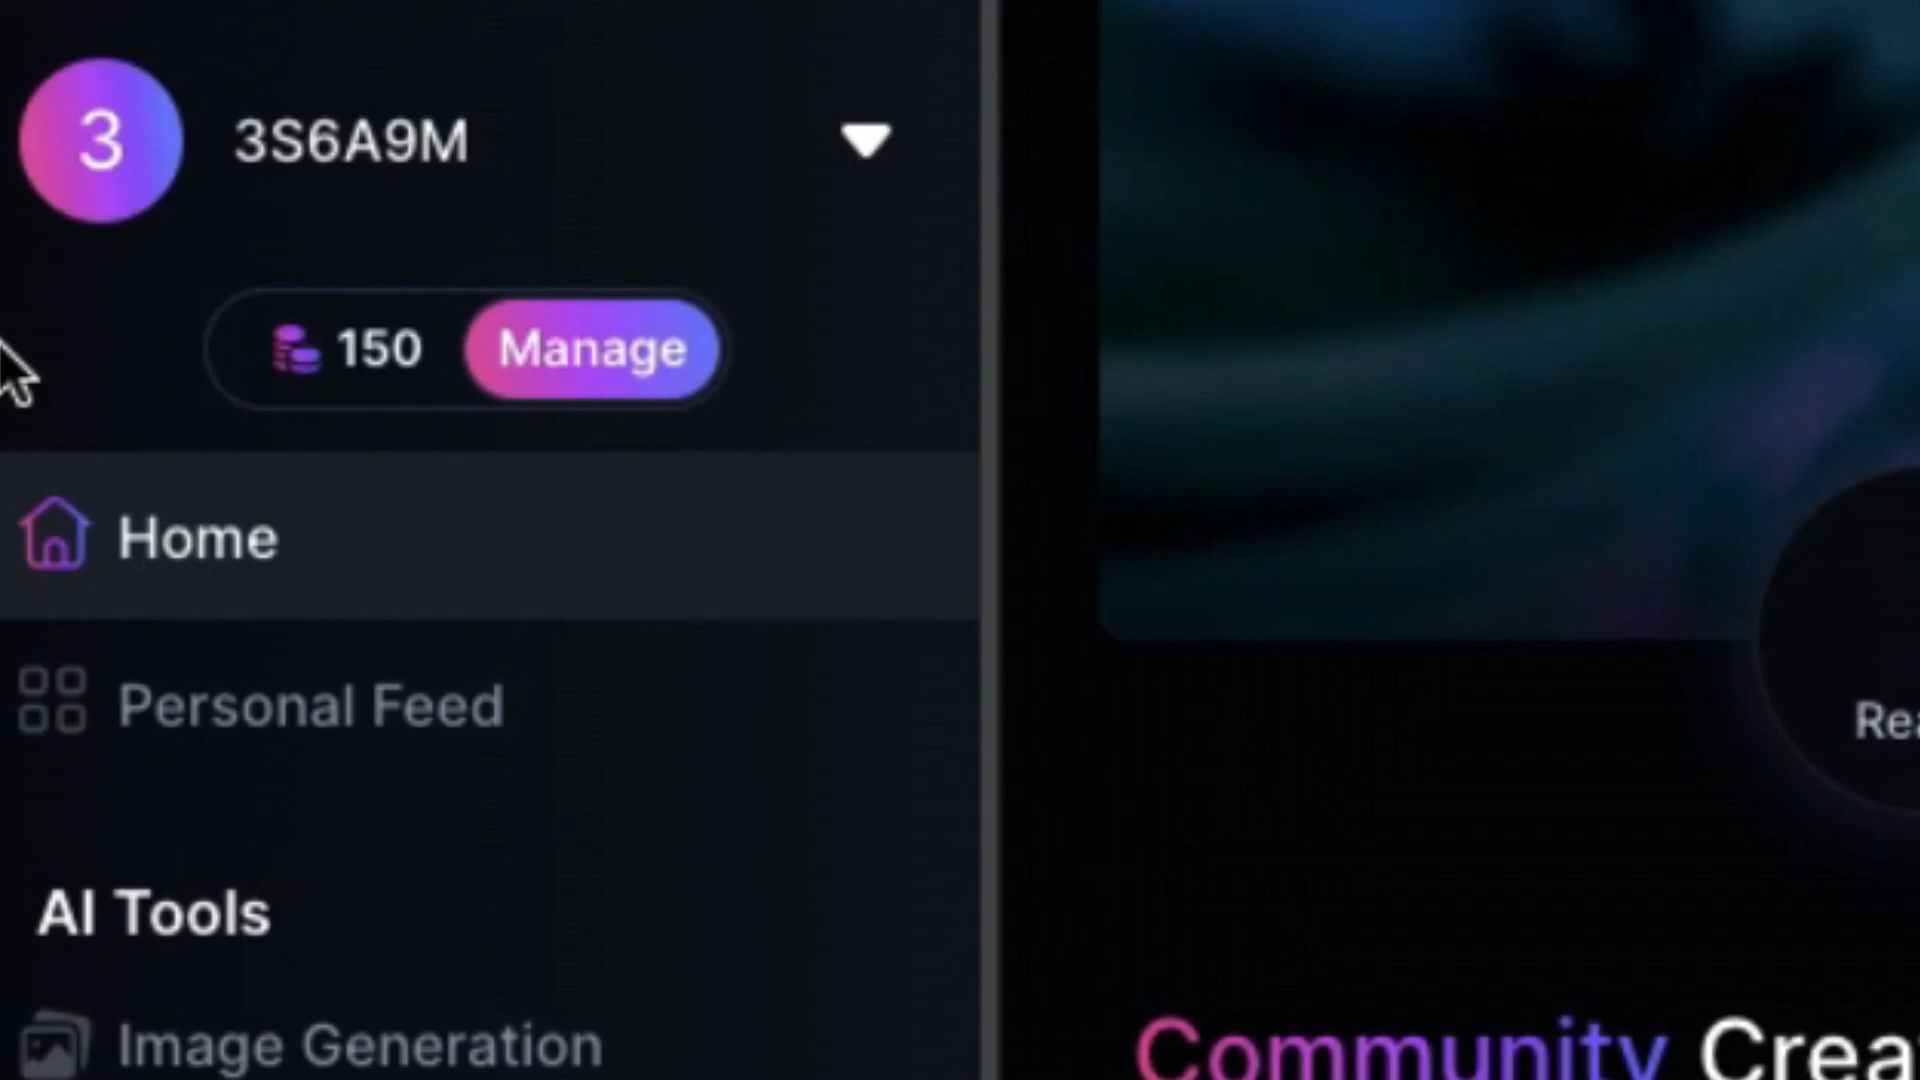 3
3S6A9M
150
Manage
Home
Personal Feed
AI Tools
Image Generation
Community